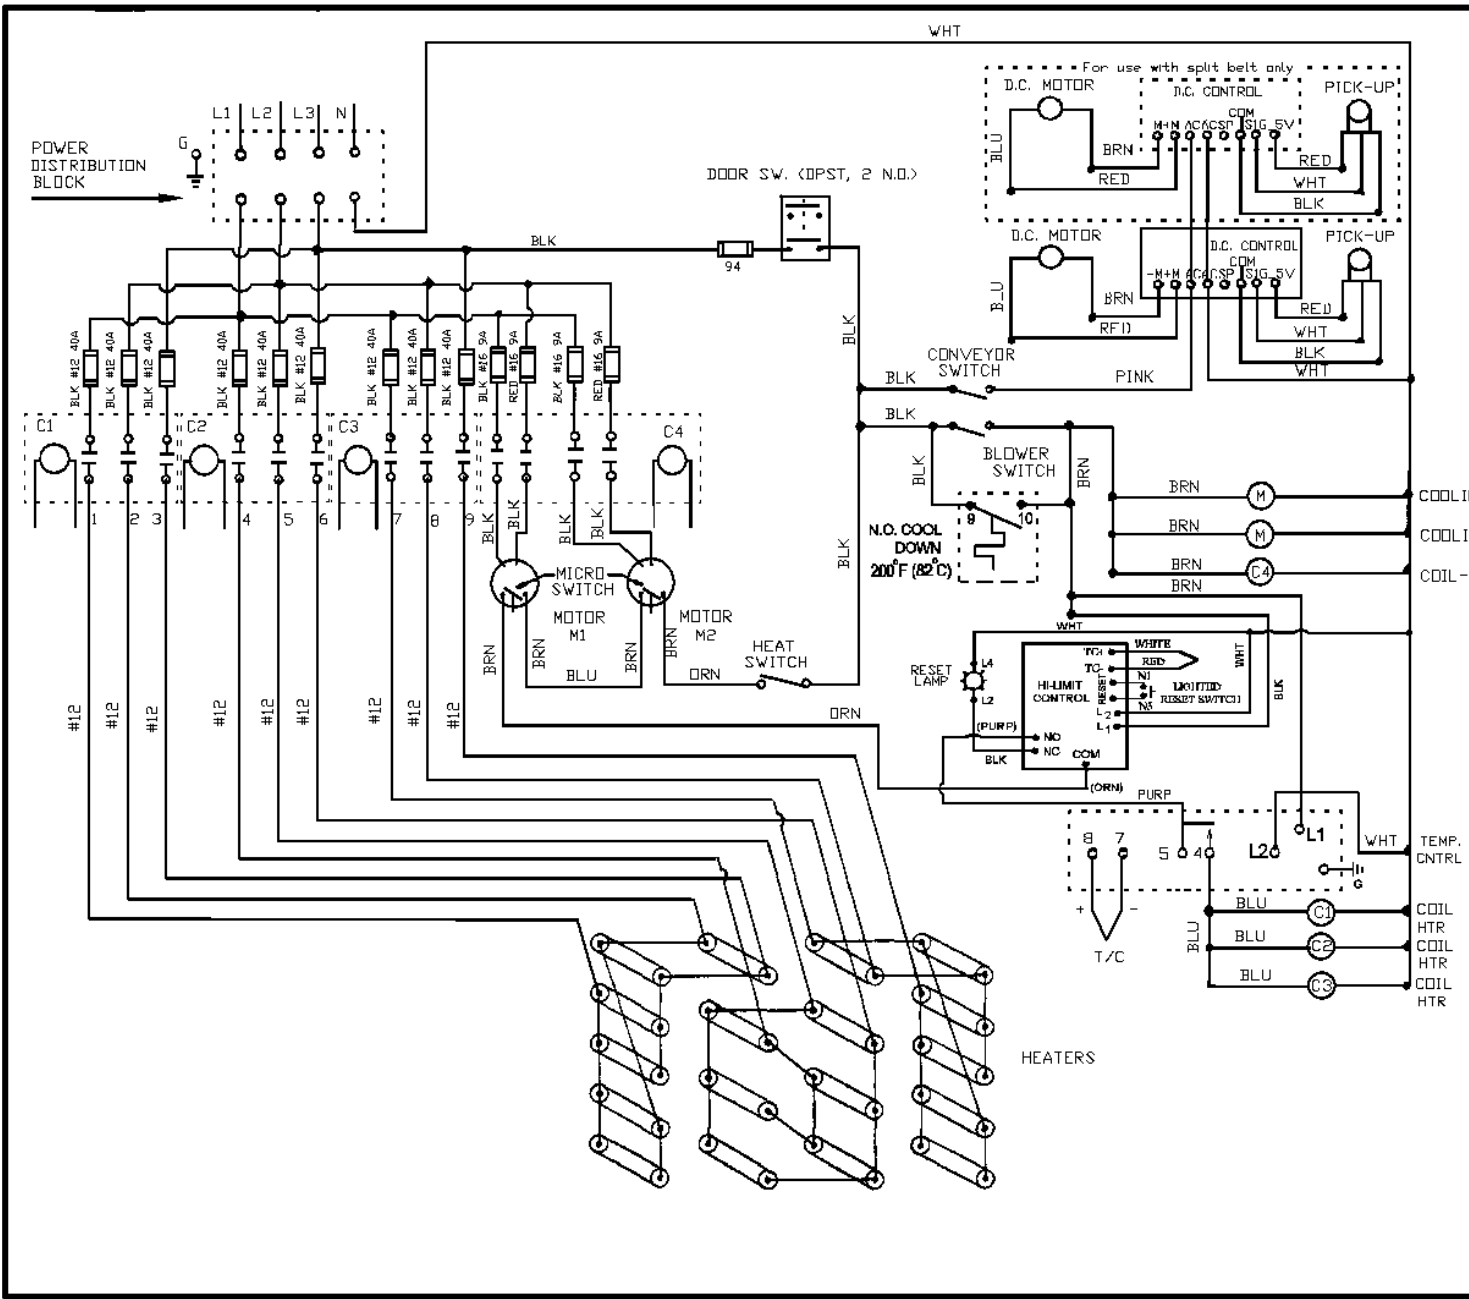 WHT
For use with split belt only
D.C. MOTOR
D.C. CONTROL
PICK-UP
COM
M+M ACACSP S1G 5V
BLU
BRN
RED
RED
WHT
BLK
L1 L2 L3 N
G
POWER
DISTRIBUTION
BLOCK
DOOR SW. (DPST, 2 N.O.)
BLK
94
D.C. MOTOR
D.C. CONTROL
PICK-UP
COM
-M+M ACACSP S1G 5V
BLU
BRN
RED
RED
WHT
BLK
WHT
BLK
CONVEYOR
SWITCH
BLK
PINK
BLK
BLOWER
SWITCH
BLK
BRN
BLK #12 40A
BLK #12 40A
BLK #12 40A
BLK #12 40A
BLK #12 40A
BLK #12 40A
BLK #12 40A
BLK #12 40A
BLK #12 40A
BLK #16 9A
RED #16 9A
BLK #16 9A
RED #16 9A
C1 C2 C3 C4
1 2 3 4 5 6 7 8 9
BLK BLK BLK BLK
9 10
N.O. COOL
DOWN
200°F (82°C)
BLK
BRN M COOLI
BRN M COOLI
BRN C4 COIL-
BRN
MICRO
SWITCH
MOTOR
M1
MOTOR
M2
BRN BRN BLU BRN BRN
ORN
HEAT
SWITCH
ORN
WHT
RESET
LAMP
L4
L2
TC+
TC-
RESET
HI-LIMIT
CONTROL
L2
L1
NO
NC
COM
WHITE
RED
N1
LIGHTED
RESET SWITCH
N5
WHT
BLK
(PURP)
BLK
(ORN)
PURP
#12 #12 #12 #12 #12 #12 #12 #12 #12
8 7 5 4 L2 L1
G
WHT
TEMP.
CNTRL
+ -
T/C
BLU
BLU C1 COIL
HTR
BLU C2 COIL
HTR
BLU C3 COIL
HTR
HEATERS